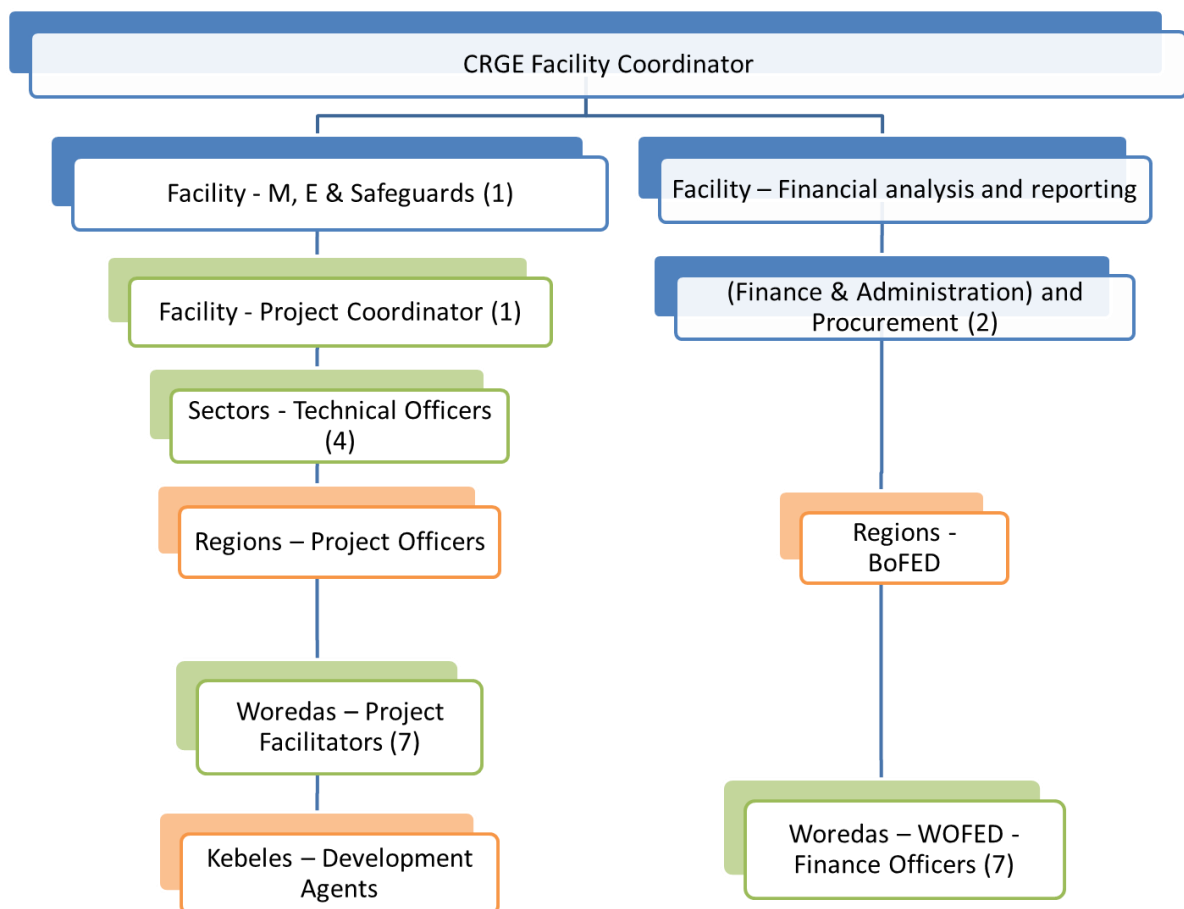 CRGE Facility Coordinator
Facility - M, E & Safeguards (1)
Facility – Financial analysis and reporting
Facility - Project Coordinator (1)
(Finance & Administration) and
Procurement (2)
Sectors - Technical Officers
(4)
Regions – Project Officers
Regions -
BoFED
Woredas – Project
Facilitators (7)
Woredas – WOFED -
Finance Officers (7)
Kebeles – Development
Agents